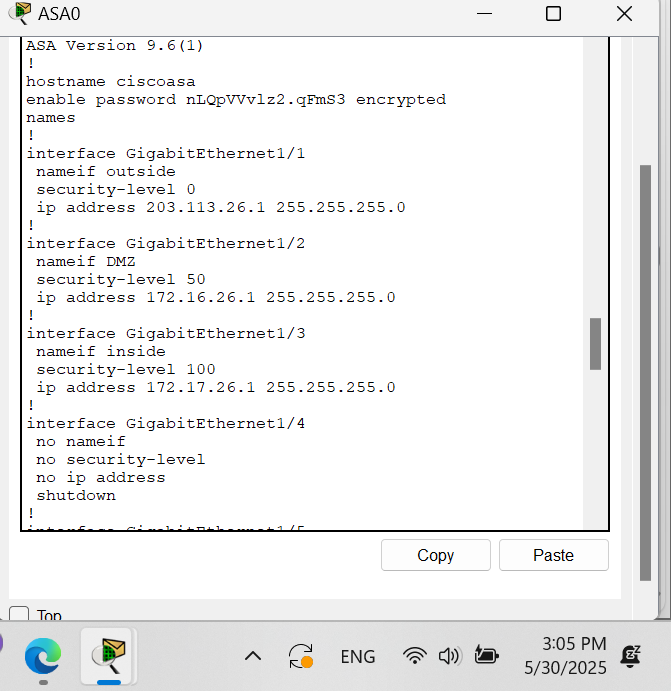 ASA0
ASA Version 9.6(1)
!
hostname ciscoasa
enable password nLQpVVvlz2.qFmS3 encrypted
names
!
interface GigabitEthernet1/1
nameif outside
security-level 0
ip address 203.113.26.1 255.255.255.0
!
interface GigabitEthernet1/2
nameif DMZ
security-level 50
ip address 172.16.26.1 255.255.255.0
!
interface GigabitEthernet1/3
nameif inside
security-level 100
ip address 172.17.26.1 255.255.255.0
!
interface GigabitEthernet1/4
no nameif
no security-level
no ip address
shutdown
!
interface GigabitEthernet1/5
Copy Paste
Top
ENG
3:05 PM
5/30/2025